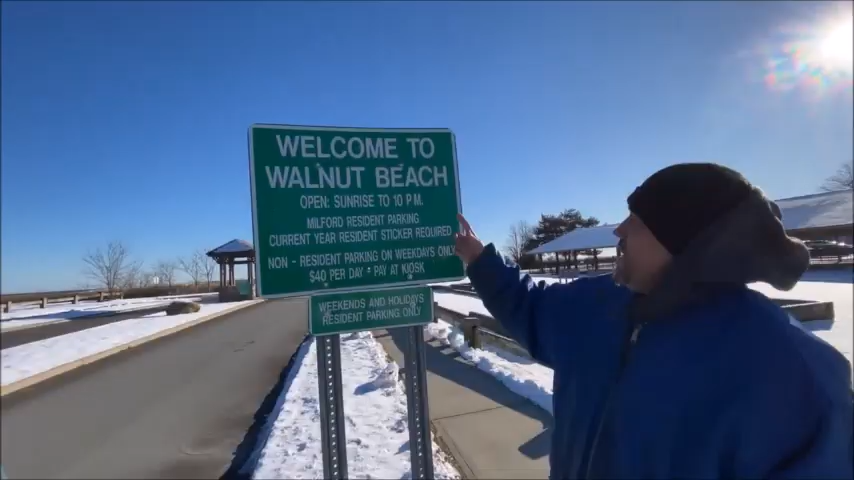 WELCOME TO
WALNUT BEACH
OPEN: SUNRISE TO 10 P.M.
MILFORD RESIDENT PARKING
CURRENT YEAR RESIDENT STICKER REQUIRED
NON - RESIDENT PARKING ON WEEKDAYS ONLY
$40 PER DAY - PAY AT KIOSK
WEEKENDS AND HOLIDAYS
RESIDENT PARKING ONLY